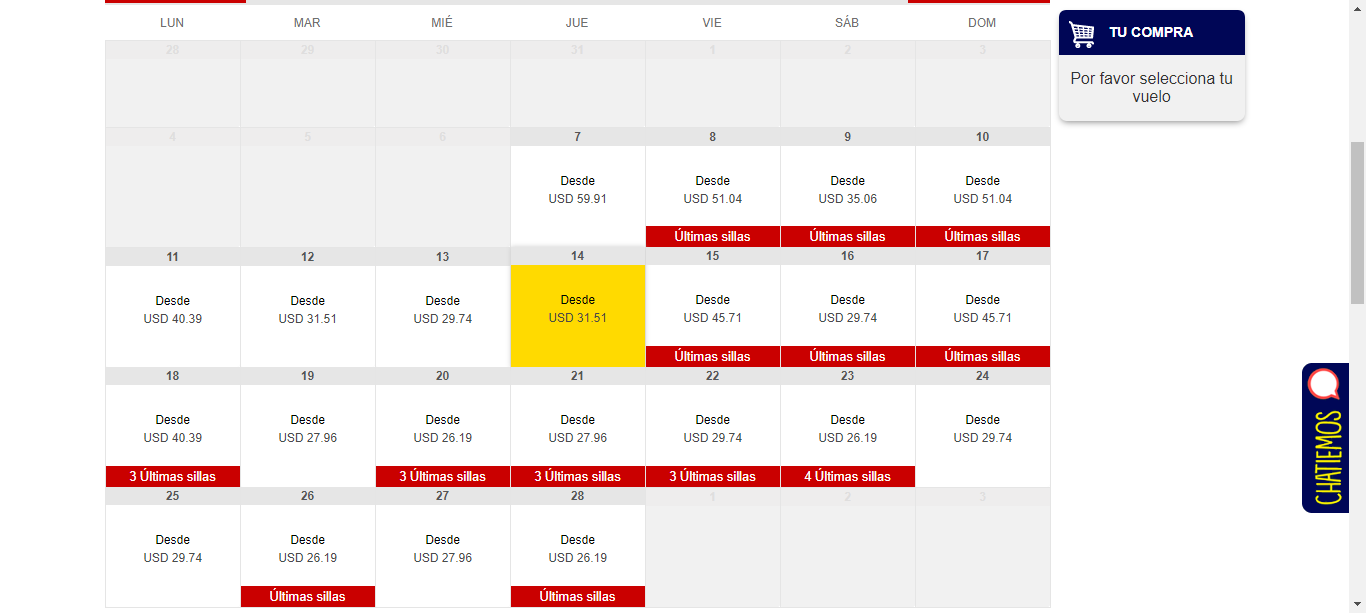 LUN MAR MIÉ JUE VIE SÁB DOM
TU COMPRA
Por favor selecciona tu
vuelo
28 29 30 31 1 2 3
4 5 6 7 8 9 10
Desde Desde Desde Desde
USD 59.91 USD 51.04 USD 35.06 USD 51.04
Últimas sillas Últimas sillas Últimas sillas
11 12 13 14 15 16 17
Desde Desde Desde Desde Desde Desde Desde
USD 40.39 USD 31.51 USD 29.74 USD 31.51 USD 45.71 USD 29.74 USD 45.71
Últimas sillas Últimas sillas Últimas sillas
18 19 20 21 22 23 24
Desde Desde Desde Desde Desde Desde Desde
USD 40.39 USD 27.96 USD 26.19 USD 27.96 USD 29.74 USD 26.19 USD 29.74
3 Últimas sillas 3 Últimas sillas 3 Últimas sillas 3 Últimas sillas 4 Últimas sillas
25 26 27 28 1 2 3
Desde Desde Desde Desde
USD 29.74 USD 26.19 USD 27.96 USD 26.19
Últimas sillas Últimas sillas
CHATIEMOS